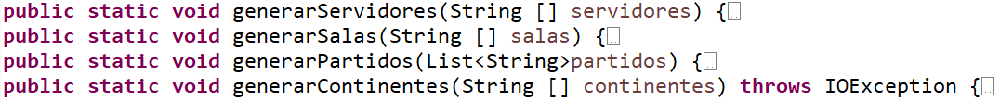 public static void generarServidores(String [] servidores) {
public static void generarSalas(String [] salas) {
public static void generarPartidos(List<String>partidos) {
public static void generarContinentes(String [] continentes) throws IOException {